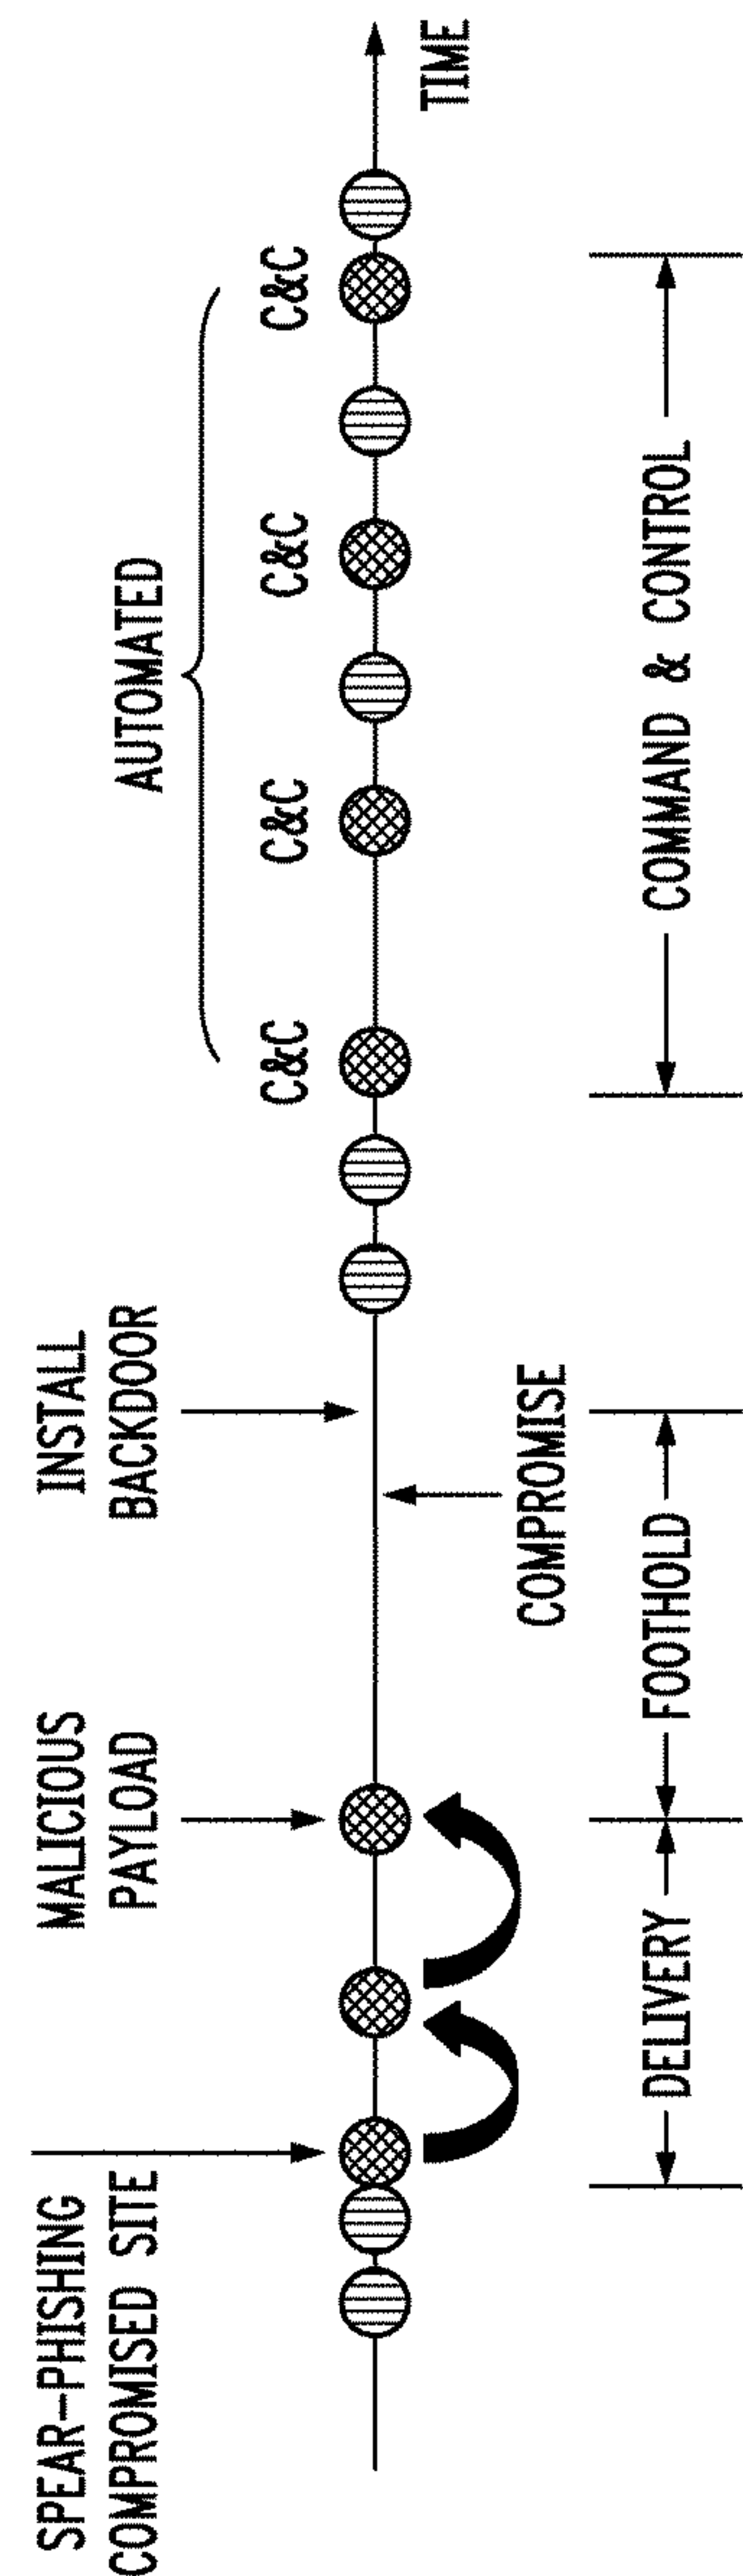 SPEAR-PHISHING
COMPROMISED SITE
MALICIOUS
PAYLOAD
INSTALL
BACKDOOR
AUTOMATED
C&C
C&C
C&C
C&C
TIME
COMPROMISE
DELIVERY
FOOTHOLD
COMMAND & CONTROL